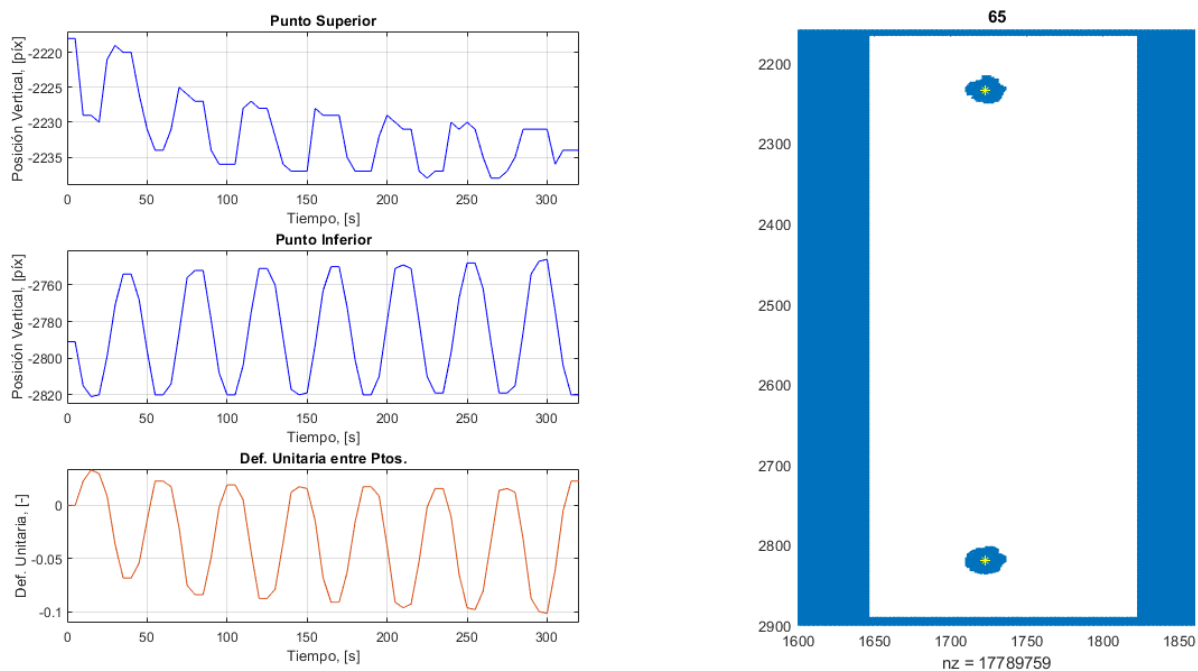 Punto Superior
Posición Vertical, [pix]
-2220
-2225
-2230
-2235
0 50 100 150 200 250 300
Tiempo, [s]
Punto Inferior
Posición Vertical, [pix]
-2760
-2780
-2800
-2820
0 50 100 150 200 250 300
Tiempo, [s]
Def. Unitaria entre Ptos.
Def. Unitaria, [-]
0
-0.05
-0.1
0 50 100 150 200 250 300
Tiempo, [s]
65
2200
2300
2400
2500
2600
2700
2800
2900
1600 1650 1700 1750 1800 1850
nz = 17789759